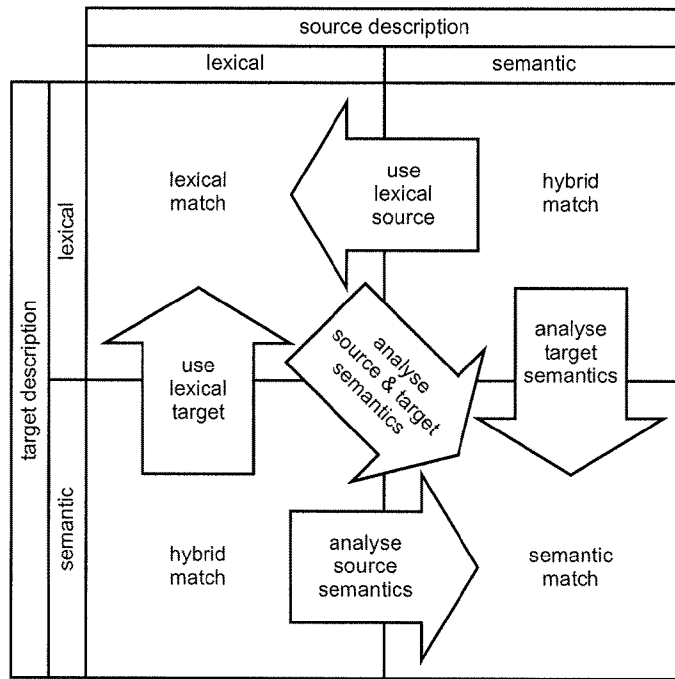 source description
lexical
semantic
target description
lexical
semantic
lexical
match
use
lexical
source
hybrid
match
use
lexical
target
analyse
source & target
semantics
analyse
target
semantics
hybrid
match
analyse
source
semantics
semantic
match